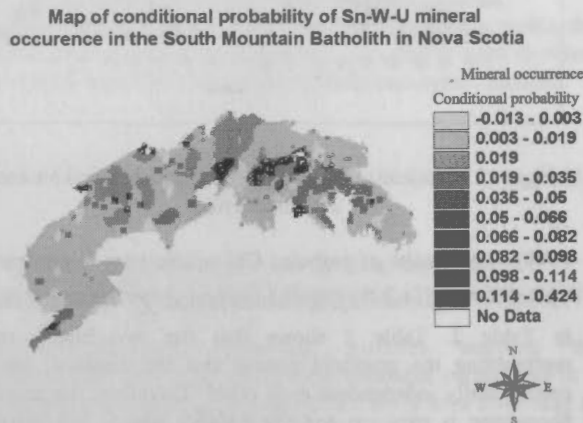 Map of conditional probability of Sn-W-U mineral
occurence in the South Mountain Batholith in Nova Scotia
Mineral occurrence
Conditional probability
-0.013 - 0.003
0.003 - 0.019
0.019
0.019 - 0.035
0.035 - 0.05
0.05 - 0.066
0.066 - 0.082
0.082 - 0.098
0.098 - 0.114
0.114 - 0.424
No Data
N
W E
S